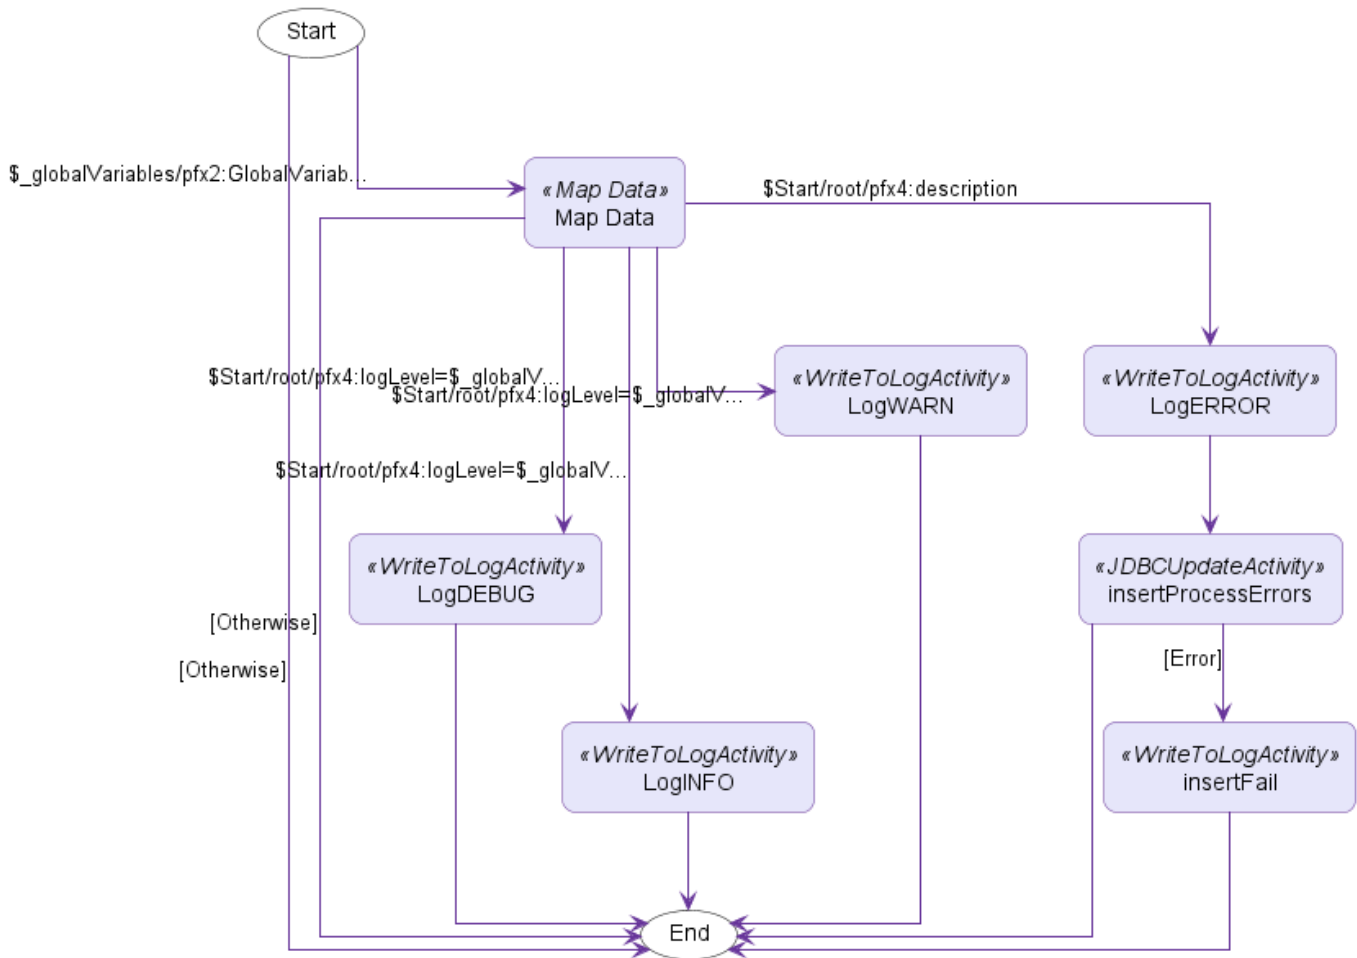 Start
$_globalVariables/pfx2:GlobalVariab...
«Map Data»
Map Data
$Start/root/pfx4:description
$Start/root/pfx4:logLevel=$_globalV...
$Start/root/pfx4:logLevel=$_globalV...
«WriteToLogActivity»
LogWARN
«WriteToLogActivity»
LogERROR
$Start/root/pfx4:logLevel=$_globalV...
«WriteToLogActivity»
LogDEBUG
«JDBCUpdateActivity»
insertProcessErrors
[Otherwise]
[Otherwise]
[Error]
«WriteToLogActivity»
LogINFO
«WriteToLogActivity»
insertFail
End